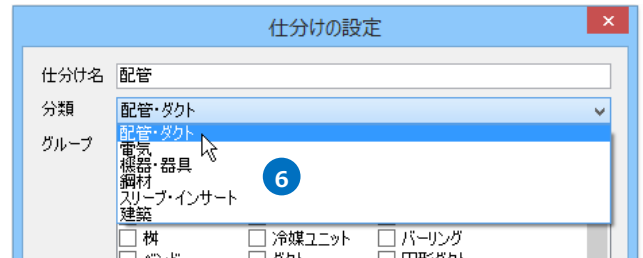 仕分けの設定
仕分け名 配管
分類 配管・ダクト
グループ 配管・ダクト
電気
機器・器具
鋼材
スリーブ・インサート
建築
6
桝 冷媒ユニット バーリング